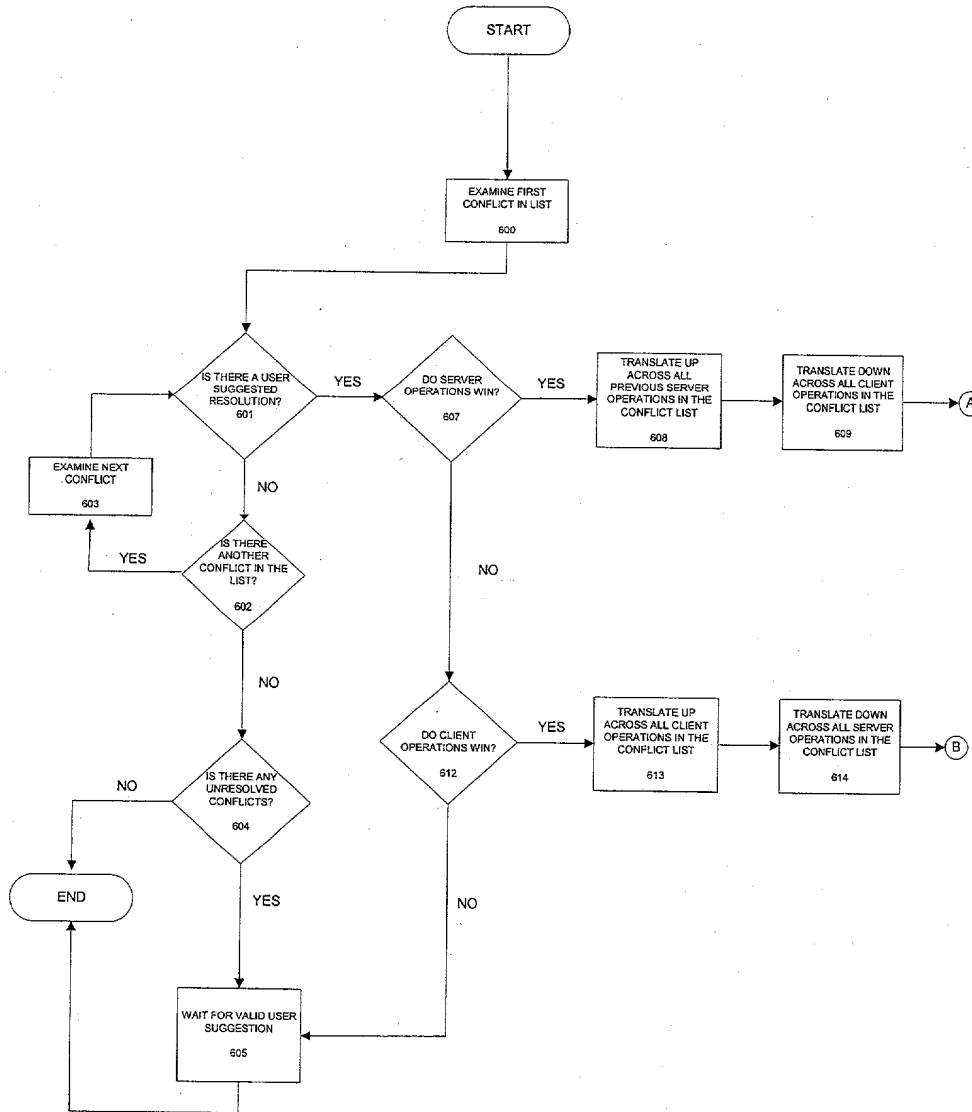 START
EXAMINE FIRST
CONFLICT IN LIST
600
IS THERE A USER
SUGGESTED
RESOLUTION?
601
YES
DO SERVER
OPERATIONS WIN?
607
YES
TRANSLATE UP
ACROSS ALL
PREVIOUS SERVER
OPERATIONS IN THE
CONFLICT LIST
608
TRANSLATE DOWN
ACROSS ALL CLIENT
OPERATIONS IN THE
CONFLICT LIST
609
A
EXAMINE NEXT
CONFLICT
603
NO
YES
IS THERE
ANOTHER
CONFLICT IN THE
LIST?
602
NO
NO
DO CLIENT
OPERATIONS WIN?
612
YES
TRANSLATE UP
ACROSS ALL CLIENT
OPERATIONS IN THE
CONFLICT LIST
613
TRANSLATE DOWN
ACROSS ALL SERVER
OPERATIONS IN THE
CONFLICT LIST
614
B
NO
IS THERE ANY
UNRESOLVED
CONFLICTS?
604
END
YES
NO
WAIT FOR VALID USER
SUGGESTION
605